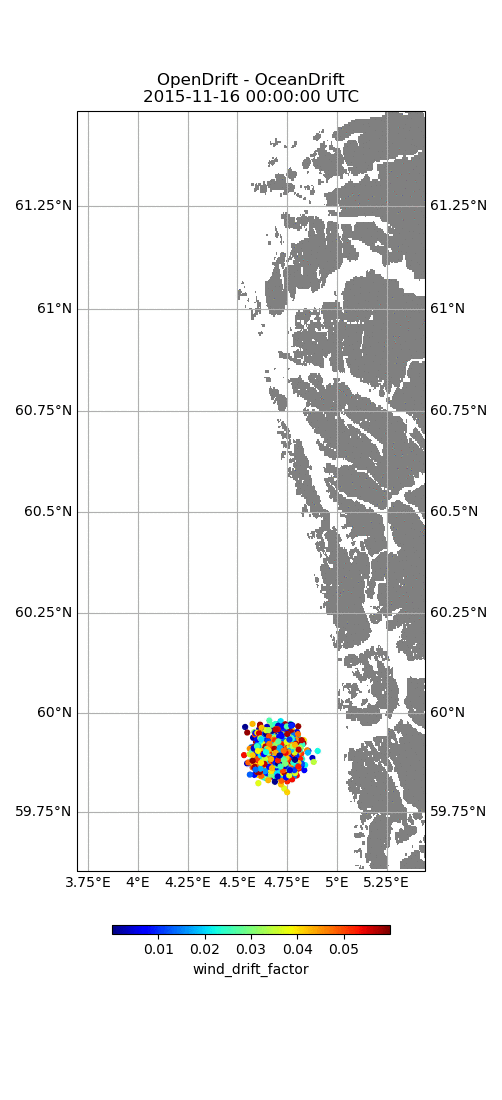 OpenDrift - OceanDrift
2015-11-16 00:00:00 UTC
61.25°N 61.25°N
61°N 61°N
60.75°N 60.75°N
60.5°N 60.5°N
60.25°N 60.25°N
60°N 60°N
59.75°N 59.75°N
3.75°E 4°E 4.25°E 4.5°E 4.75°E 5°E 5.25°E
0.01 0.02 0.03 0.04 0.05
wind_drift_factor